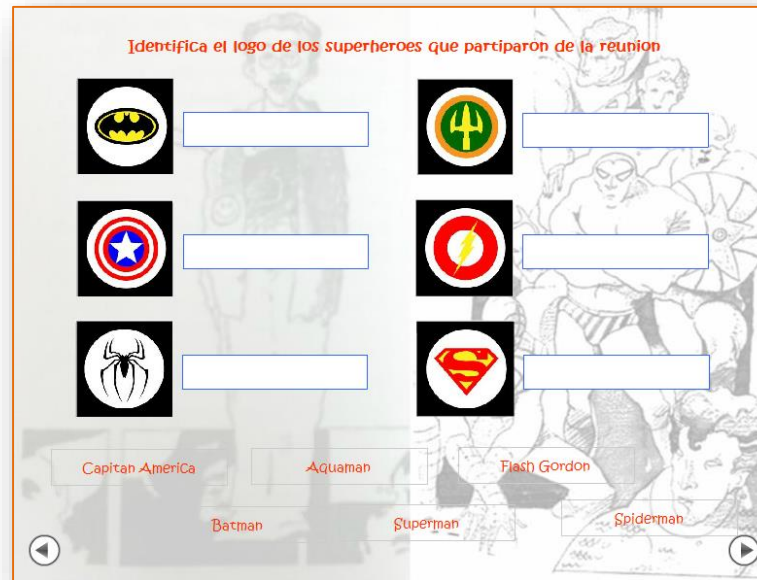 Identifica el logo de los superheroes que partiparon de la reunion
Capitan America
Aquaman
Flash Gordon
Batman
Superman
Spiderman